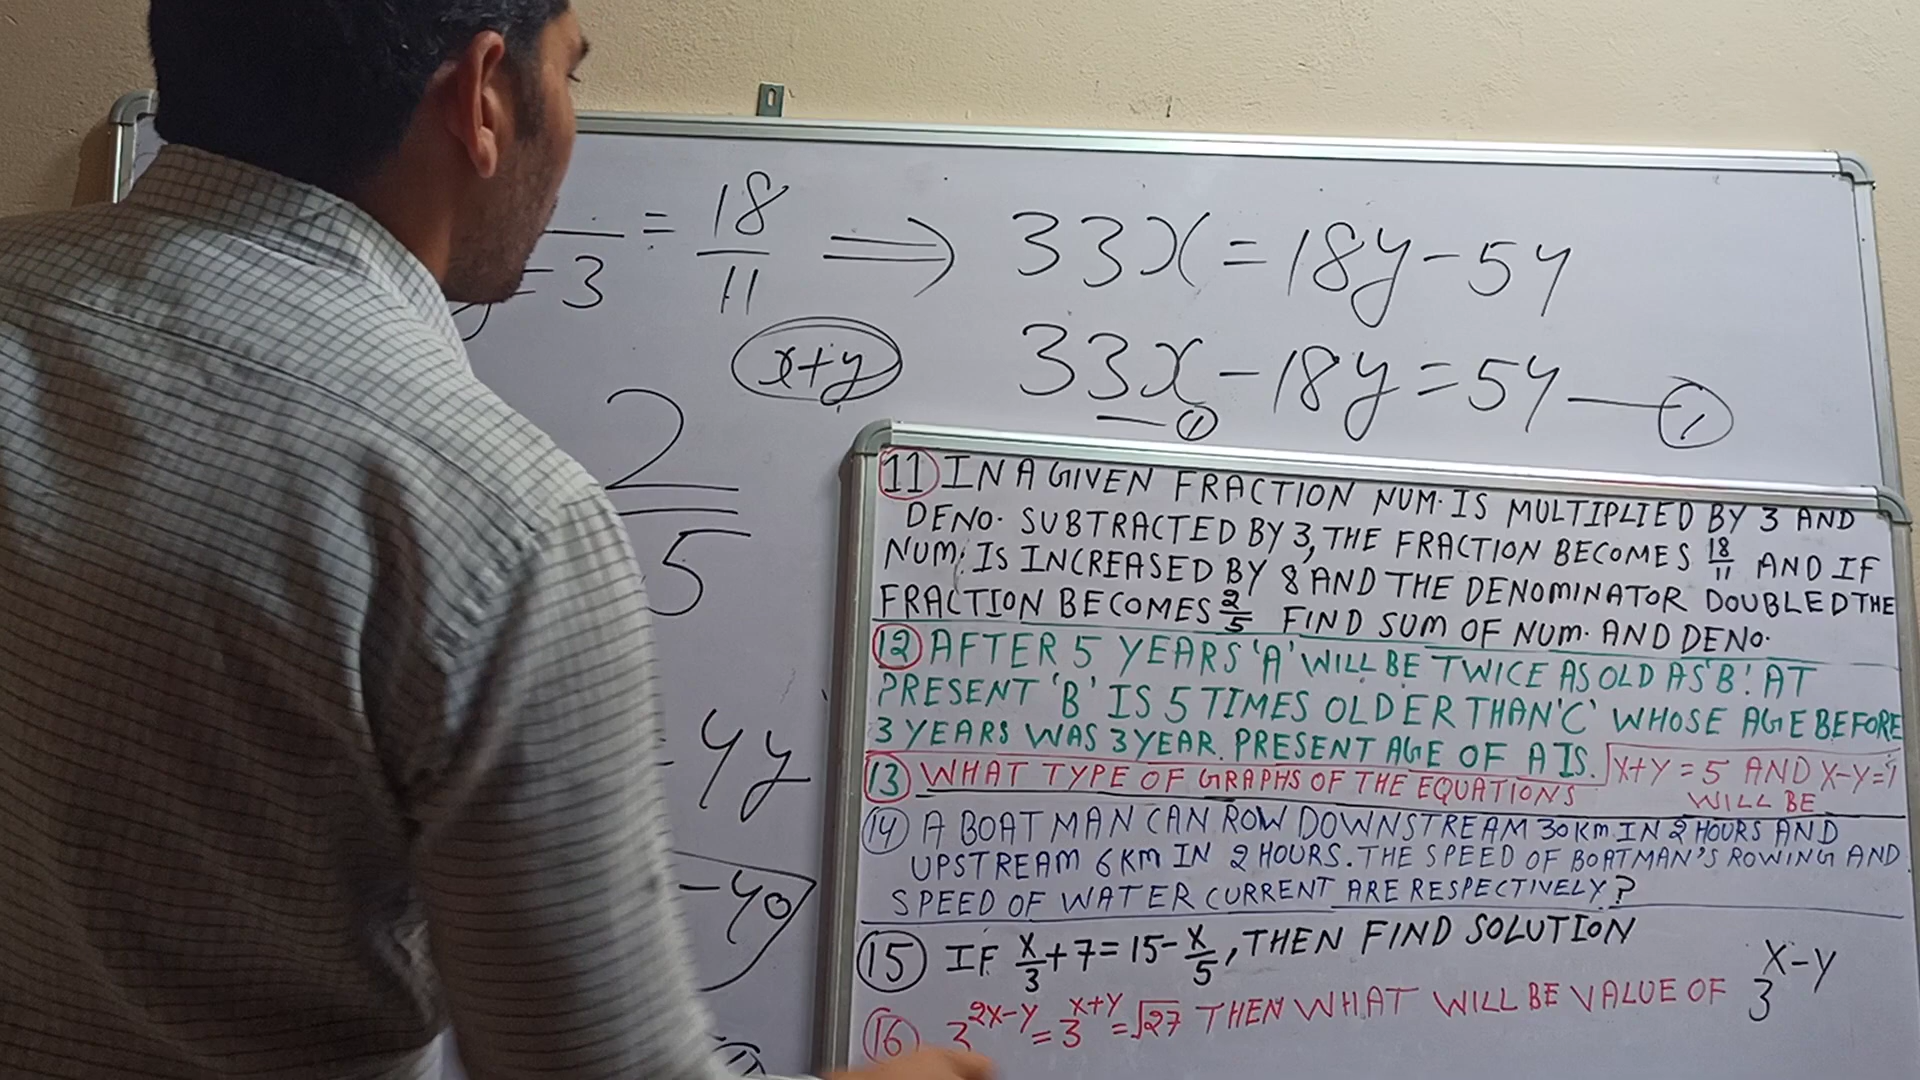 18
= — ⟹ 33x = 18y - 54
= 3 11
x+y 33x - 18y = 54 — ①
①
2
5
= 4y
- 40
⑪ IN A GIVEN FRACTION NUM. IS MULTIPLIED BY 3 AND
DENO. SUBTRACTED BY 3, THE FRACTION BECOMES 18/11 AND IF
NUM. IS INCREASED BY 8 AND THE DENOMINATOR DOUBLED THE
FRACTION BECOMES 2/5 FIND SUM OF NUM. AND DENO.
⑫ AFTER 5 YEARS 'A' WILL BE TWICE AS OLD AS 'B'. AT
PRESENT 'B' IS 5 TIMES OLDER THAN 'C' WHOSE AGE BEFORE
3 YEARS WAS 3 YEAR. PRESENT AGE OF A IS.
⑬ WHAT TYPE OF GRAPHS OF THE EQUATIONS x+y = 5 AND x-y=1
WILL BE
⑭ A BOATMAN CAN ROW DOWNSTREAM 30 Km. IN 2 HOURS AND
UPSTREAM 6 KM IN 2 HOURS. THE SPEED OF BOATMAN'S ROWING AND
SPEED OF WATER CURRENT ARE RESPECTIVELY?
⑮ IF x/3 + 7 = 15 - x/5, THEN FIND SOLUTION
⑯ 3^(2x-y) = 3^(x+y) = √27 THEN WHAT WILL BE VALUE OF 3^(x-y)